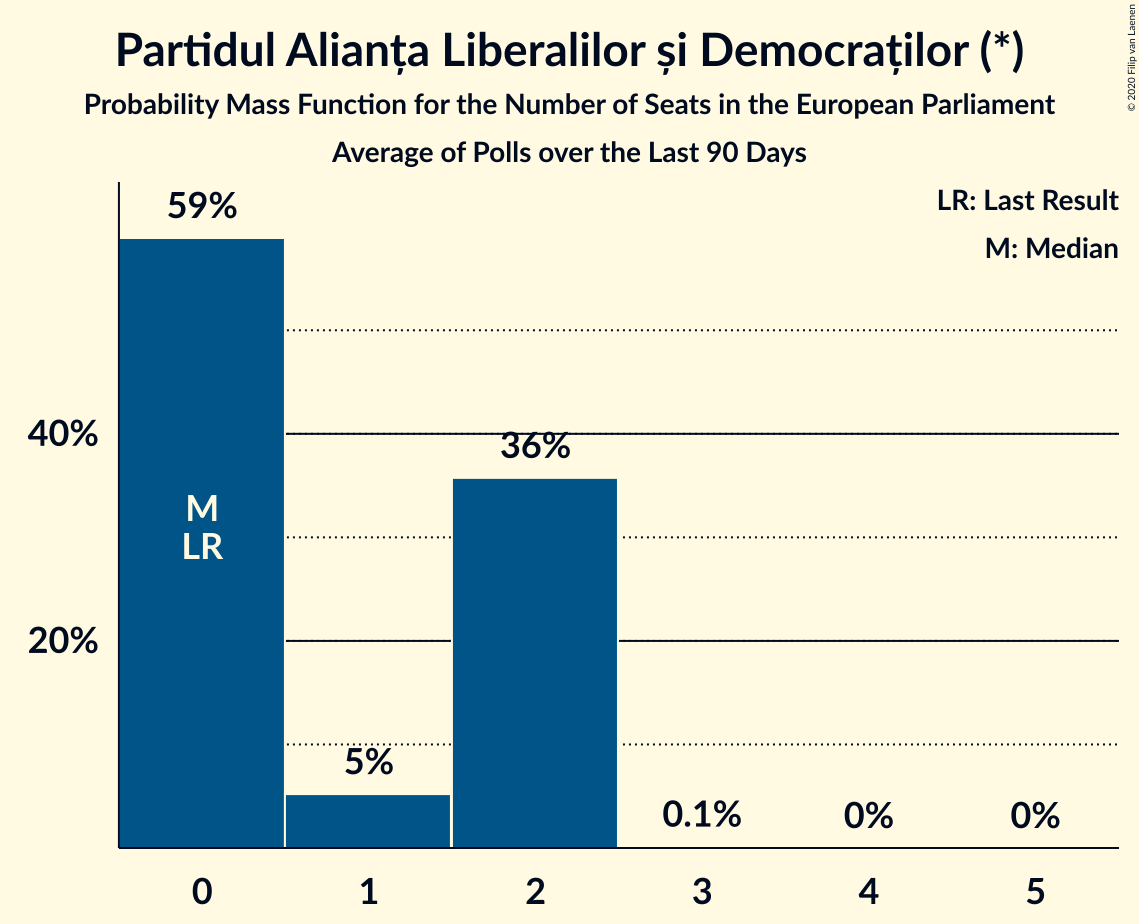 Partidul Alianța Liberalilor și Democraților (*)
Probability Mass Function for the Number of Seats in the European Parliament
Average of Polls over the Last 90 Days
© 2020 Filip van Laenen
LR: Last Result
M: Median
59%
40%
36%
M
LR
20%
5%
0.1%
0%
0%
0
1
2
3
4
5